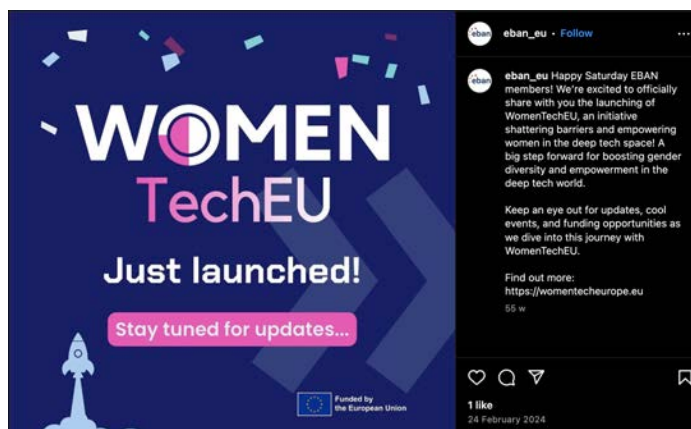 WOMEN
TechEU
Just launched!
Stay tuned for updates...
Funded by
the European Union
eban
eban_eu • Follow
eban
eban_eu Happy Saturday EBAN
members! We're excited to officially
share with you the launching of
WomenTechEU, an initiative
shattering barriers and empowering
women in the deep tech space! A
big step forward for boosting gender
diversity and empowerment in the
deep tech world.
Keep an eye out for updates, cool
events, and funding opportunities as
we dive into this journey with
WomenTechEU.
Find out more:
https://womentecheurope.eu
55 w
1 like
24 February 2024